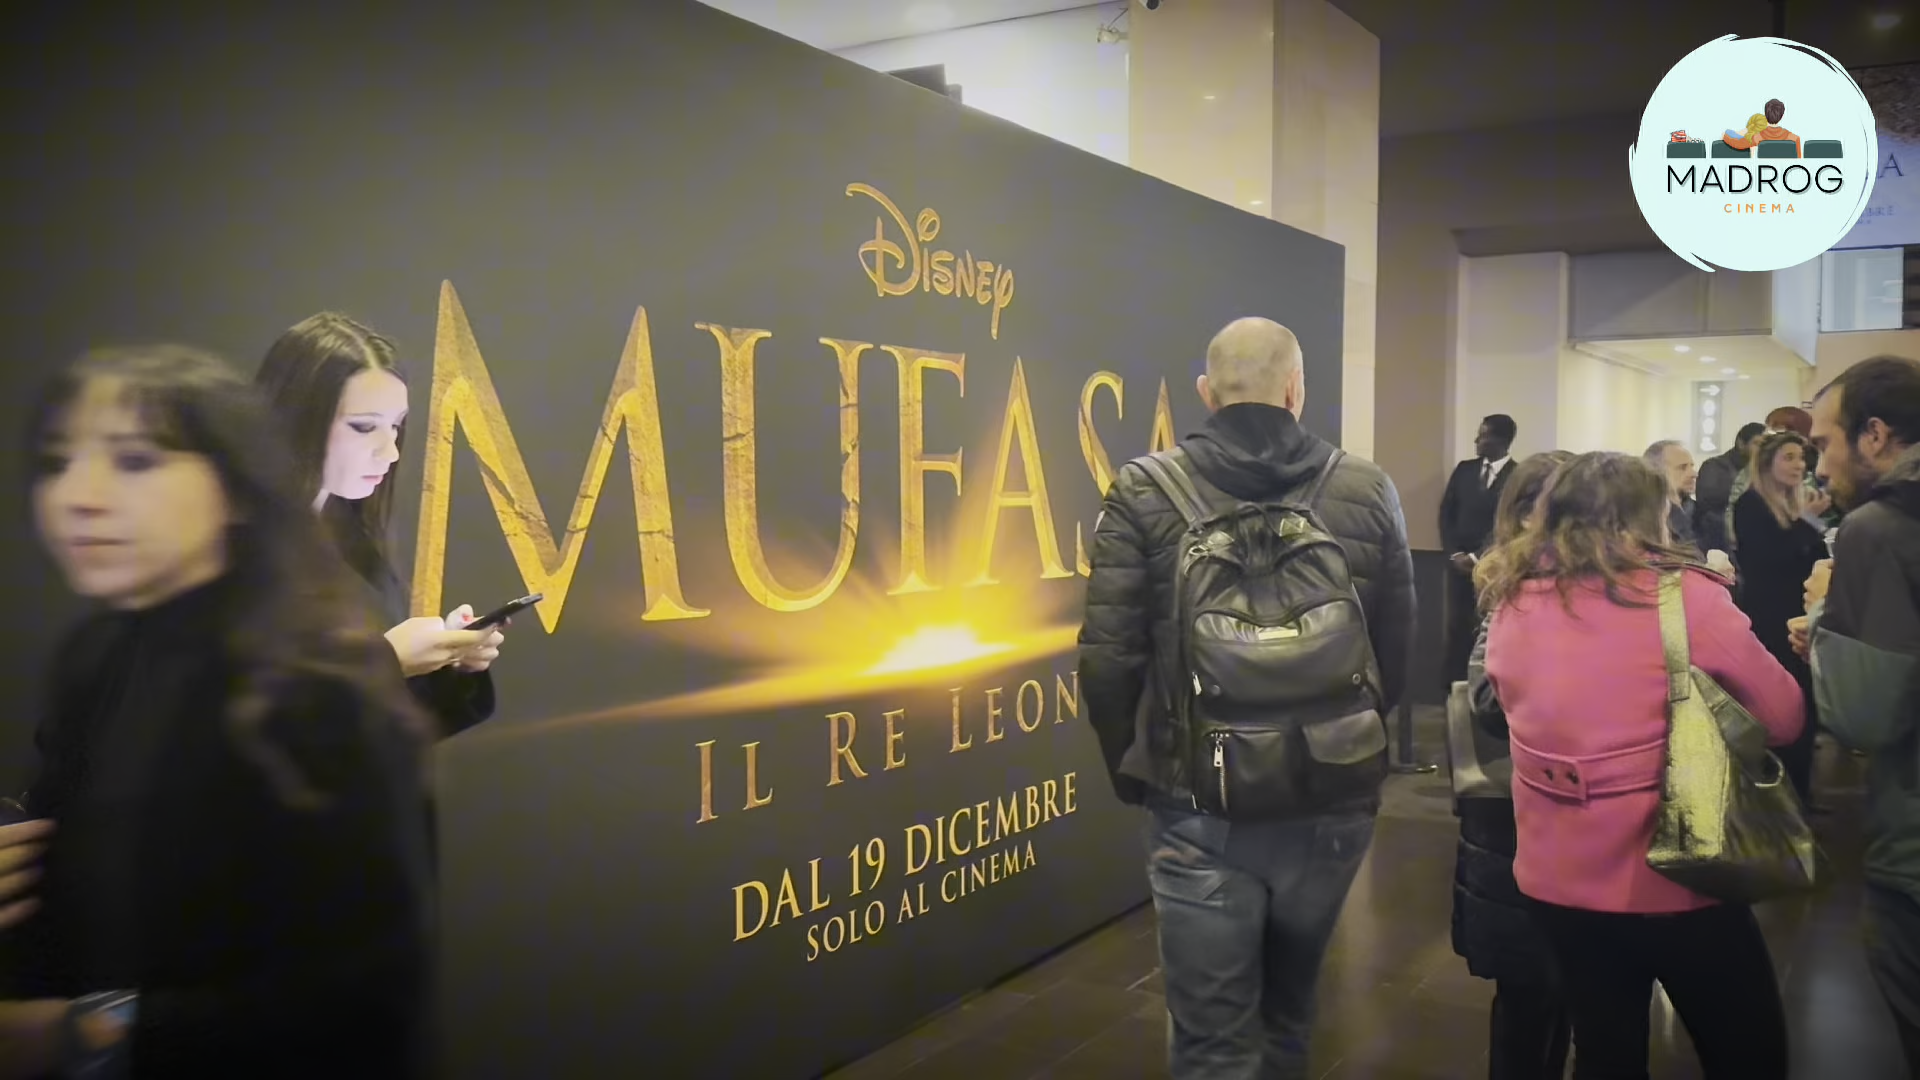 DISNEY
MUFASA
IL RE LEON
DAL 19 DICEMBRE
SOLO AL CINEMA
MADROG
CINEMA